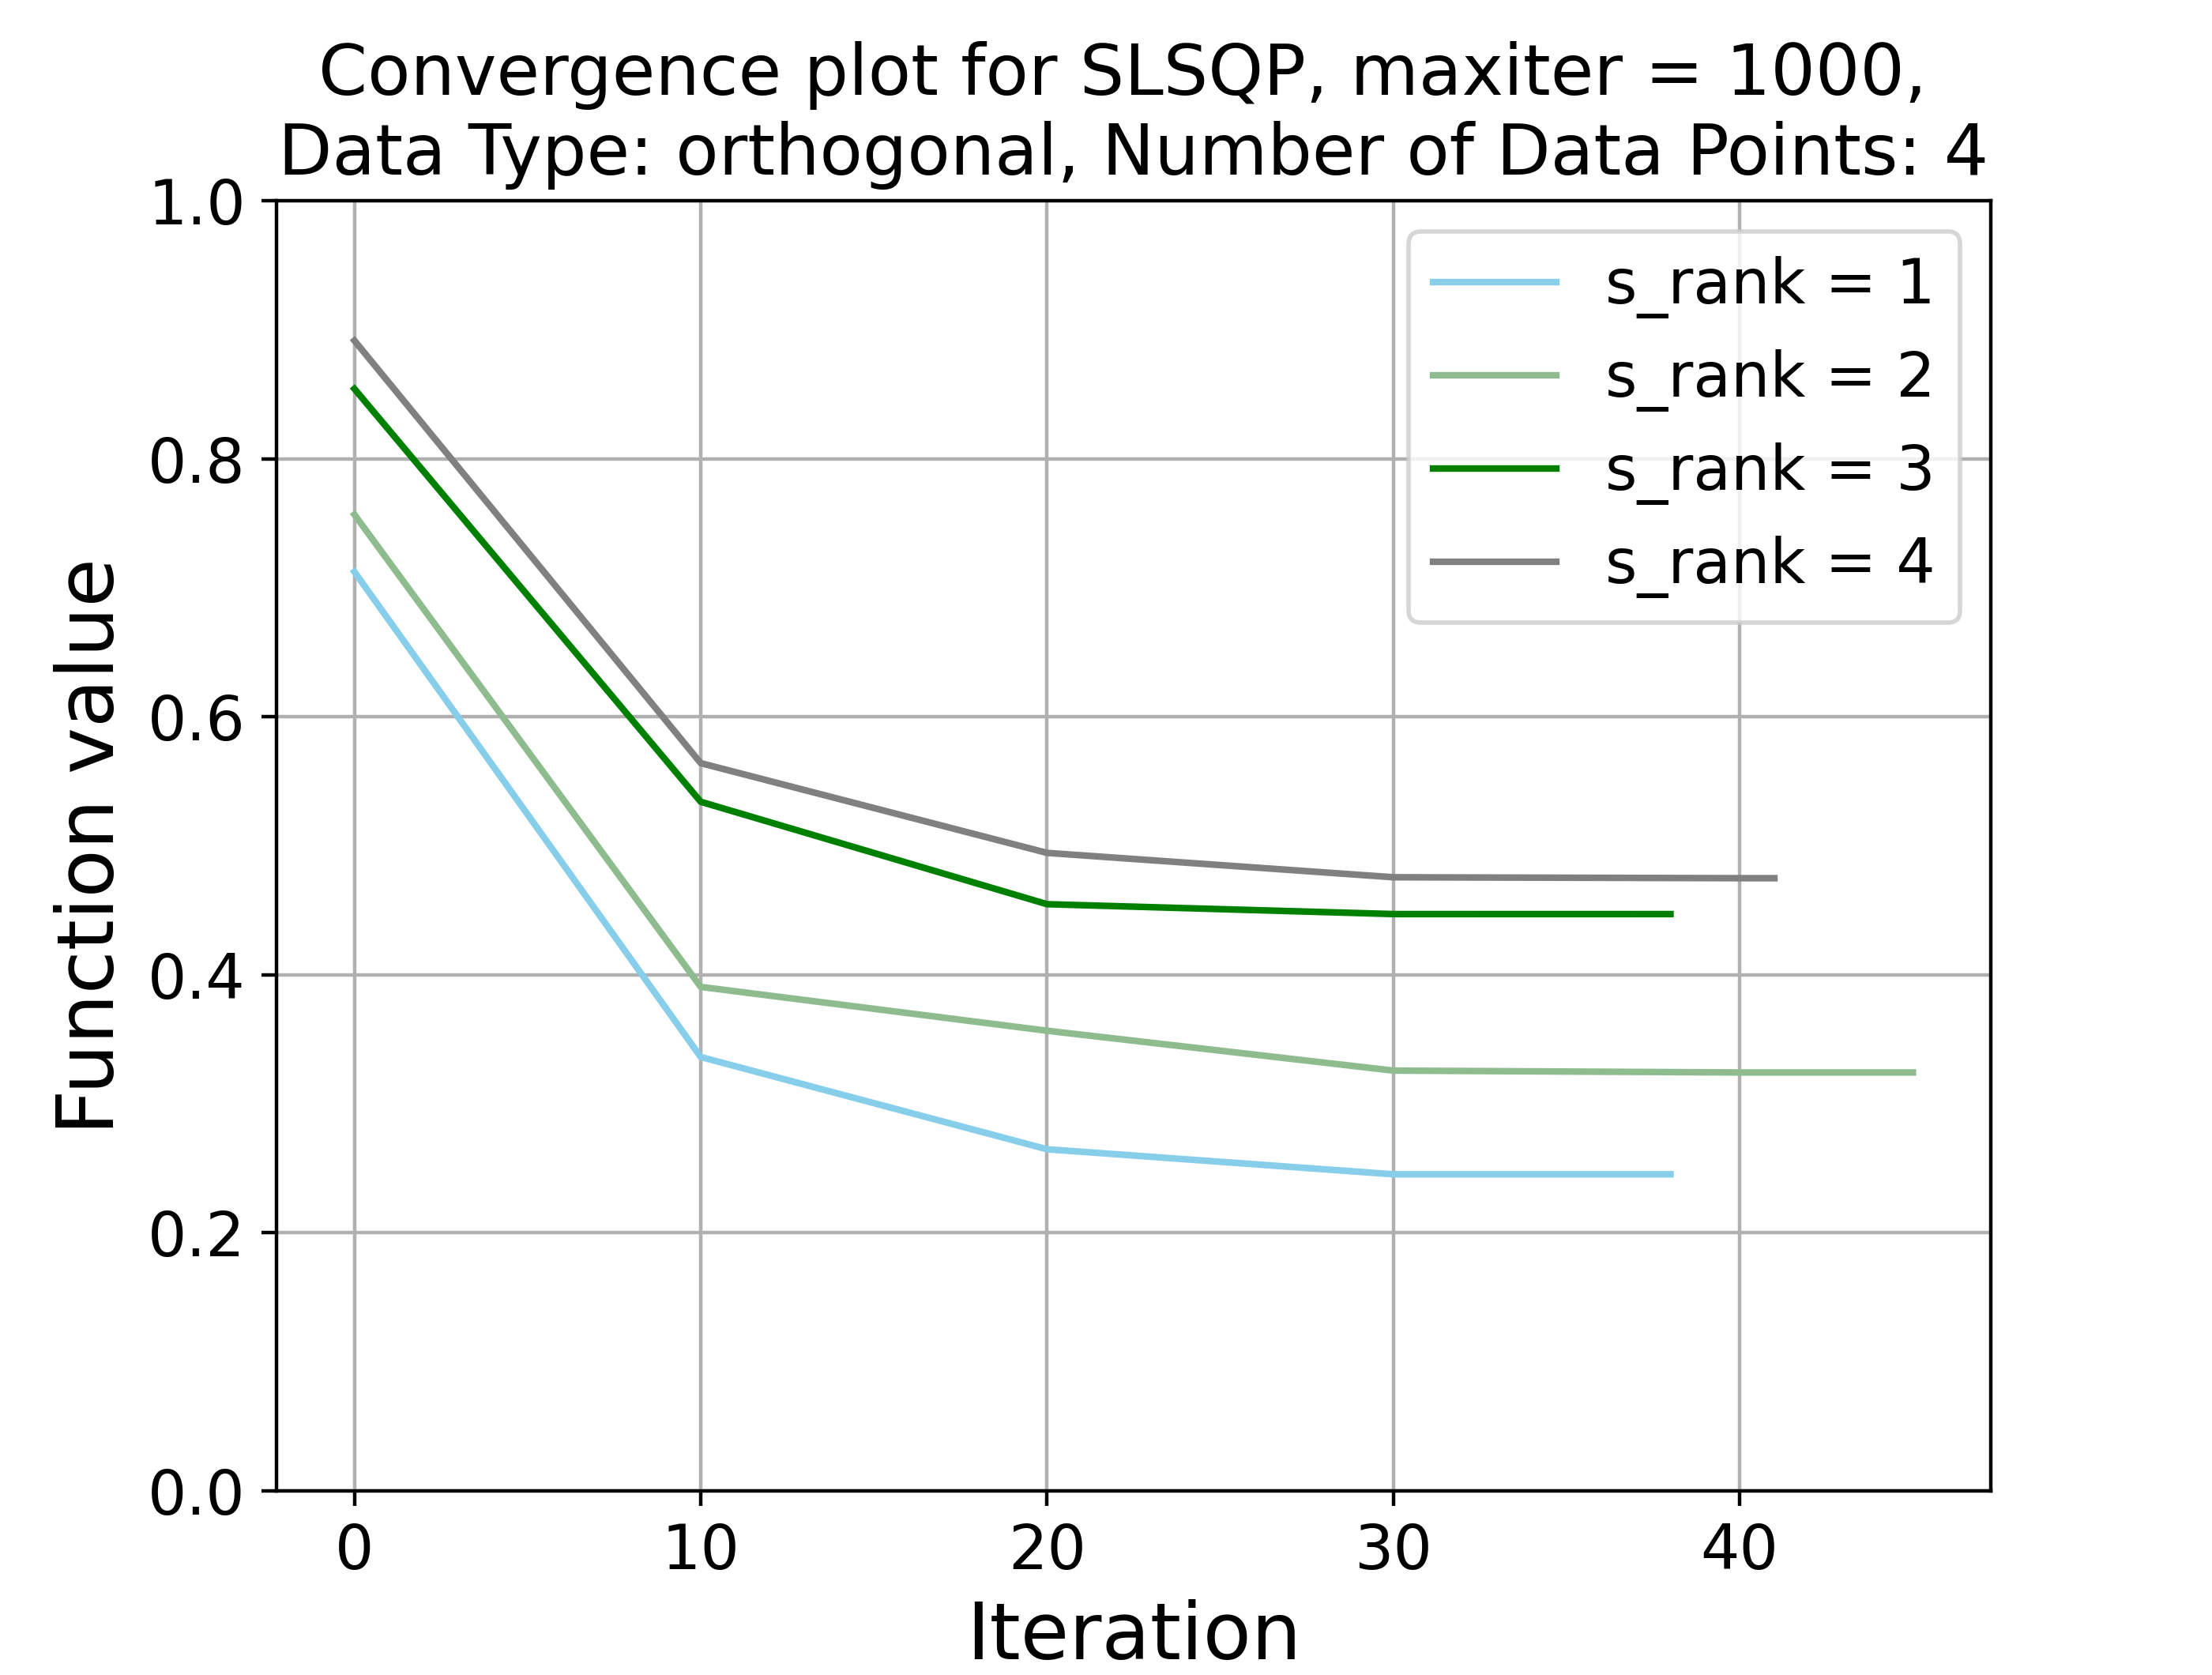 Convergence plot for SLSQP, maxiter = 1000,
Data Type: orthogonal, Number of Data Points: 4
1.0
0.8
0.6
0.4
0.2
0.0
Function value
s_rank = 1
s_rank = 2
s_rank = 3
s_rank = 4
0 10 20 30 40
Iteration